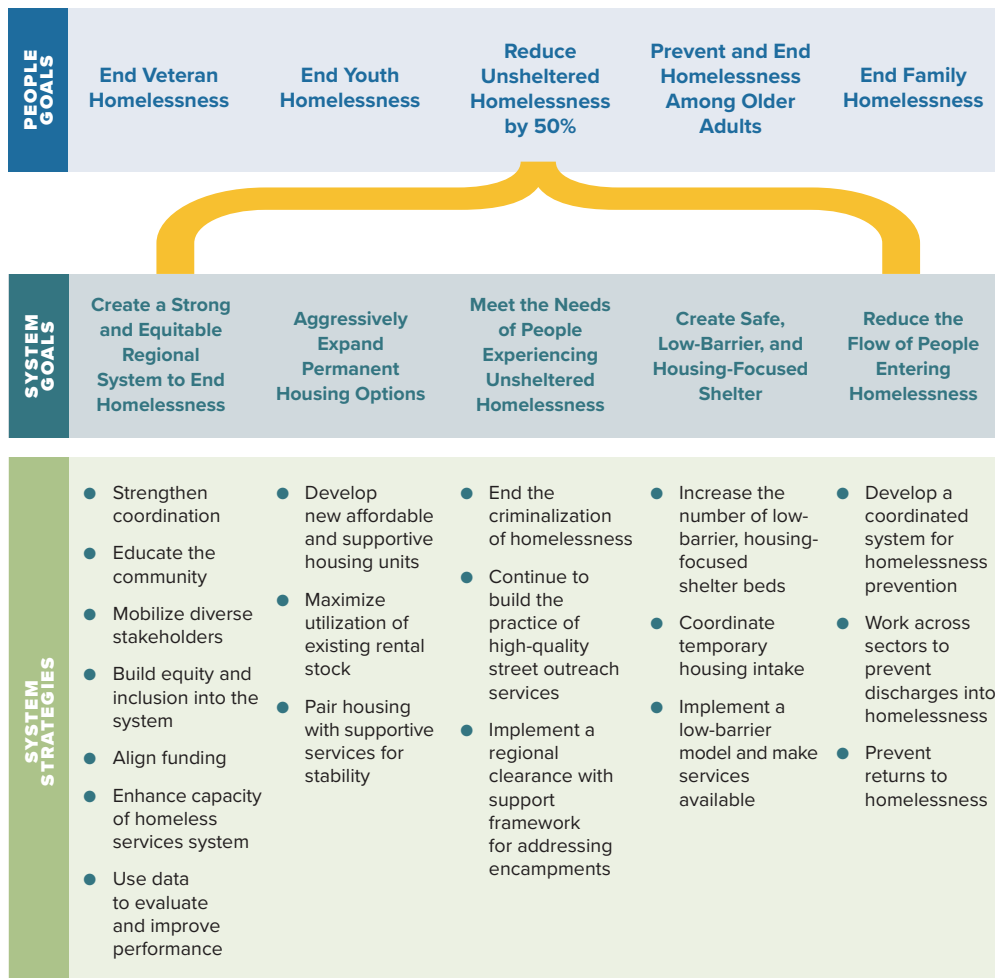 PEOPLE
GOALS
End Veteran
Homelessness
End Youth
Homelessness
Reduce
Unsheltered
Homelessness
by 50%
Prevent and End
Homelessness
Among Older
Adults
End Family
Homelessness
SYSTEM
GOALS
Create a Strong
and Equitable
Regional
System to End
Homelessness
Aggressively
Expand
Permanent
Housing Options
Meet the Needs
of People
Experiencing
Unsheltered
Homelessness
Create Safe,
Low-Barrier, and
Housing-Focused
Shelter
Reduce the
Flow of People
Entering
Homelessness
SYSTEM
STRATEGIES
● Strengthen
coordination
● Educate the
community
● Mobilize diverse
stakeholders
● Build equity and
inclusion into the
system
● Align funding
● Enhance capacity
of homeless
services system
● Use data
to evaluate
and improve
performance
● Develop
new affordable
and supportive
housing units
● Maximize
utilization of
existing rental
stock
● Pair housing
with supportive
services for
stability
● End the
criminalization
of homelessness
● Continue to
build the
practice of
high-quality
street outreach
services
● Implement a
regional
clearance with
support
framework
for addressing
encampments
● Increase the
number of low-
barrier, housing-
focused
shelter beds
● Coordinate
temporary
housing intake
● Implement a
low-barrier
model and make
services
available
● Develop a
coordinated
system for
homelessness
prevention
● Work across
sectors to
prevent
discharges into
homelessness
● Prevent
returns to
homelessness